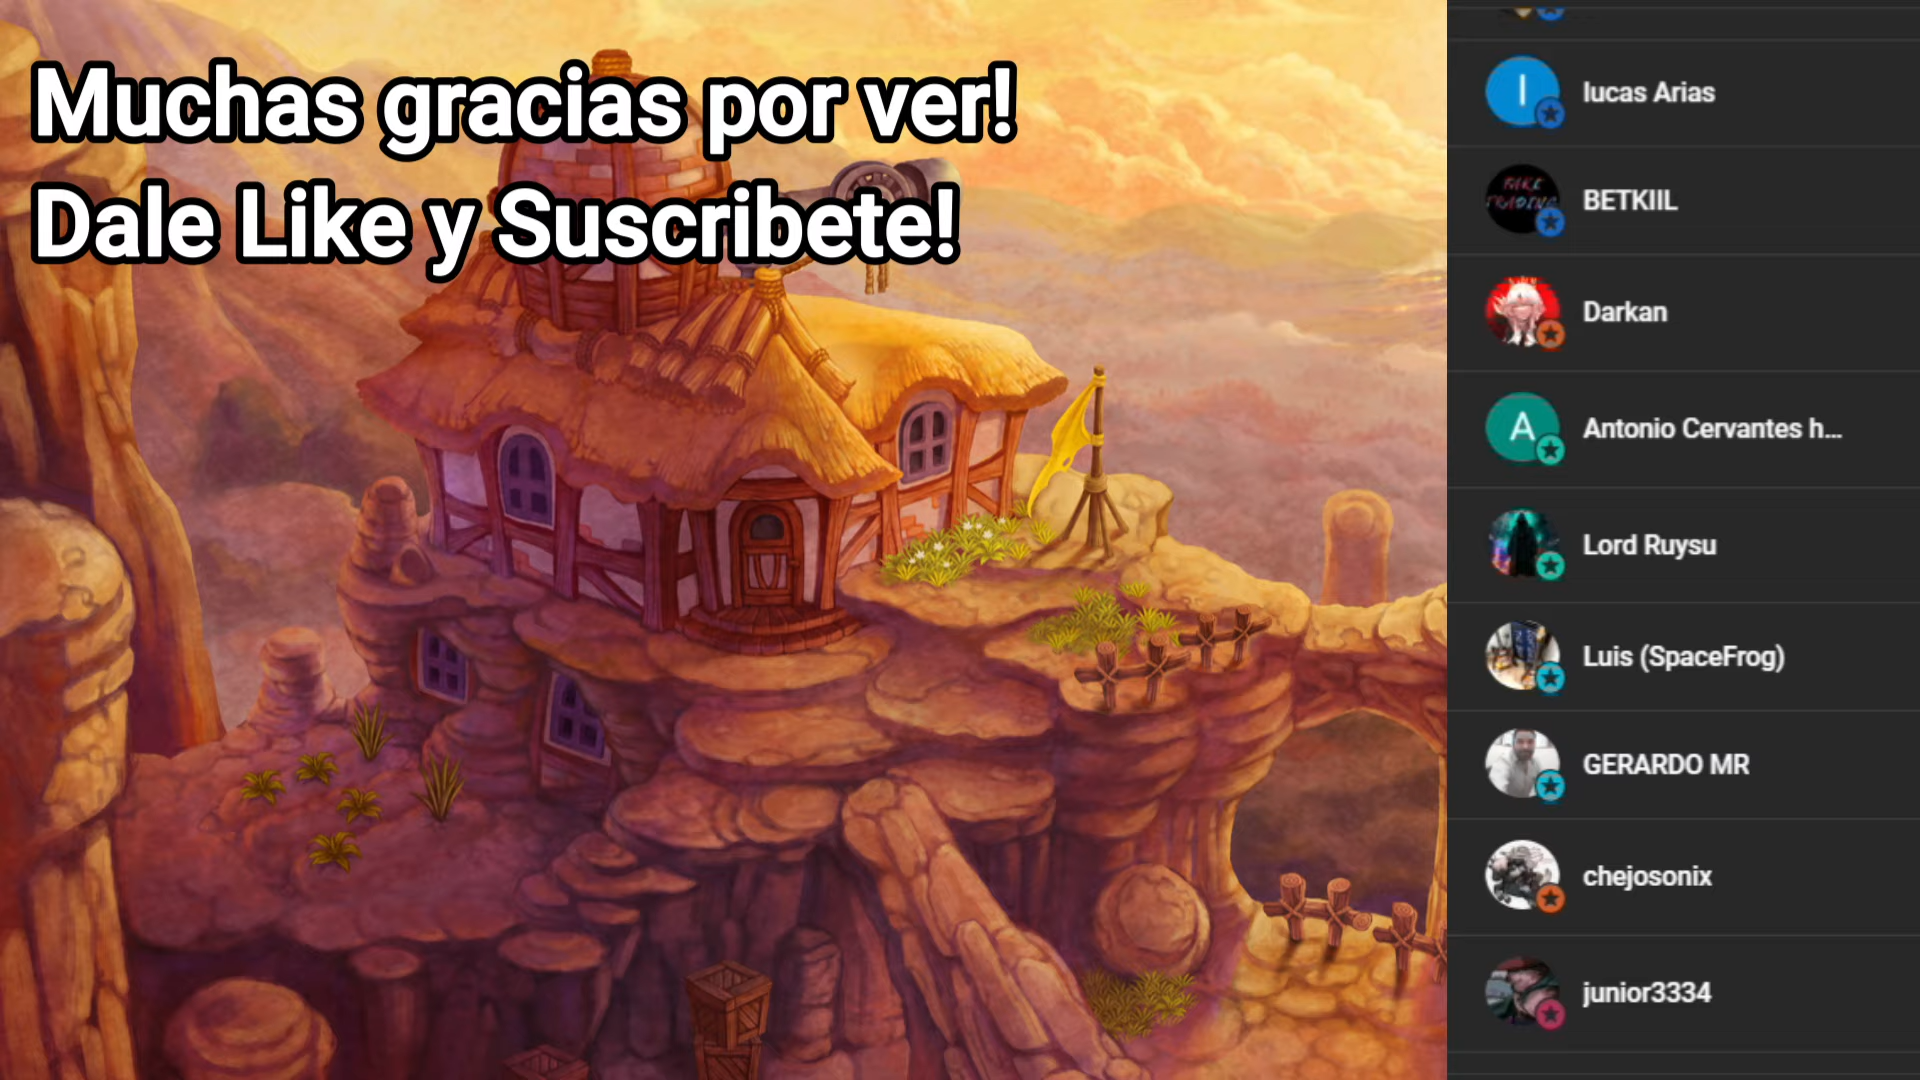 Muchas gracias por ver!
Dale Like y Suscribete!
lucas Arias
BETKIIL
Darkan
A
Antonio Cervantes h...
Lord Ruysu
Luis (SpaceFrog)
GERARDO MR
chejosonix
junior3334